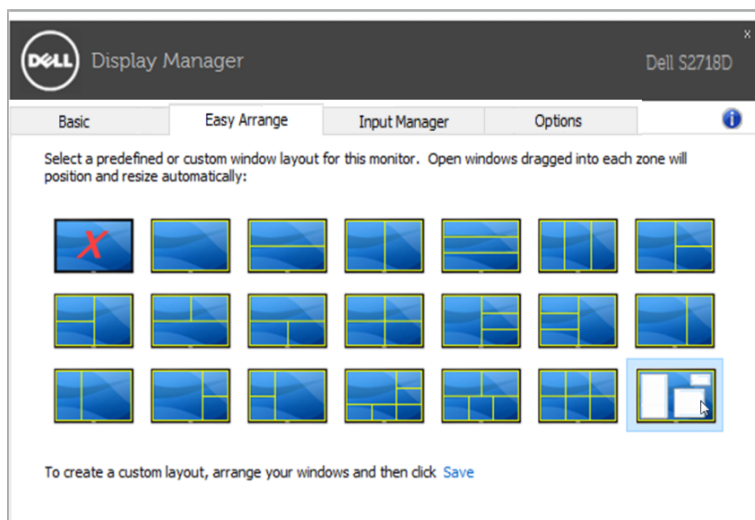 DELL Display Manager
x
Dell S2718D
Basic Easy Arrange Input Manager Options
Select a predefined or custom window layout for this monitor. Open windows dragged into each zone will
position and resize automatically:
X
To create a custom layout, arrange your windows and then click Save